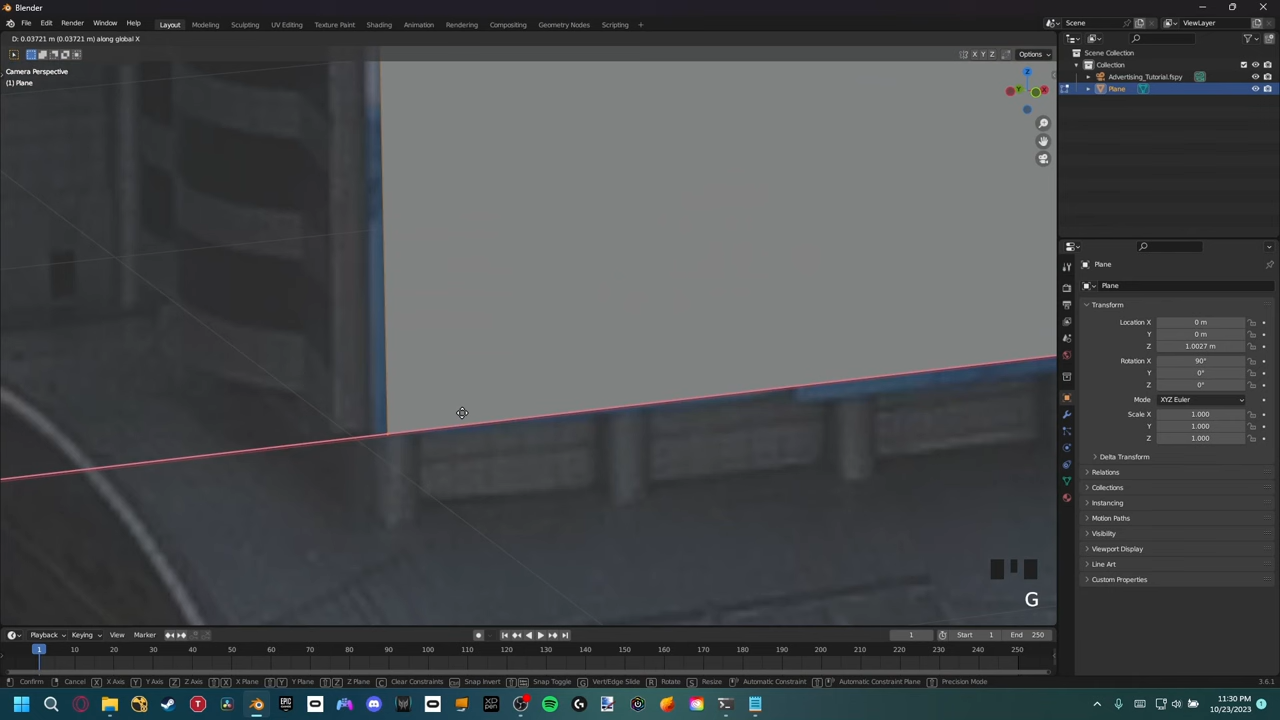 Blender
File Edit Render Window Help Layout Modeling Sculpting UV Editing Texture Paint Shading Animation Rendering Compositing Geometry Nodes Scripting + Scene ViewLayer
D: 0.03721 m (0.03721 m) along global X
X Y Z Options
Camera Perspective
(1) Plane
Z
Y X
Scene Collection
Collection
Advertising_Tutorial.fspy
Plane
Plane
Plane
Transform
Location X 0 m
Y 0 m
Z 1.0027 m
Rotation X 90°
Y 0°
Z 0°
Mode XYZ Euler
Scale X 1.000
Y 1.000
Z 1.000
Delta Transform
Relations
Collections
Instancing
Motion Paths
Visibility
Viewport Display
Line Art
Custom Properties
G
Playback Keying View Marker 1 Start 1 End 250
1 10 20 30 40 50 60 70 80 90 100 110 120 130 140 150 160 170 180 190 200 210 220 230 240 250
Confirm Cancel X X Axis Y Y Axis Z Z Axis X X Plane Y Y Plane Z Z Plane C Clear Constraints Snap Invert Snap Toggle G Vert/Edge Slide R Rotate S Resize Automatic Constraint Automatic Constraint Plane Precision Mode 3.6.1
11:30 PM
10/23/2023